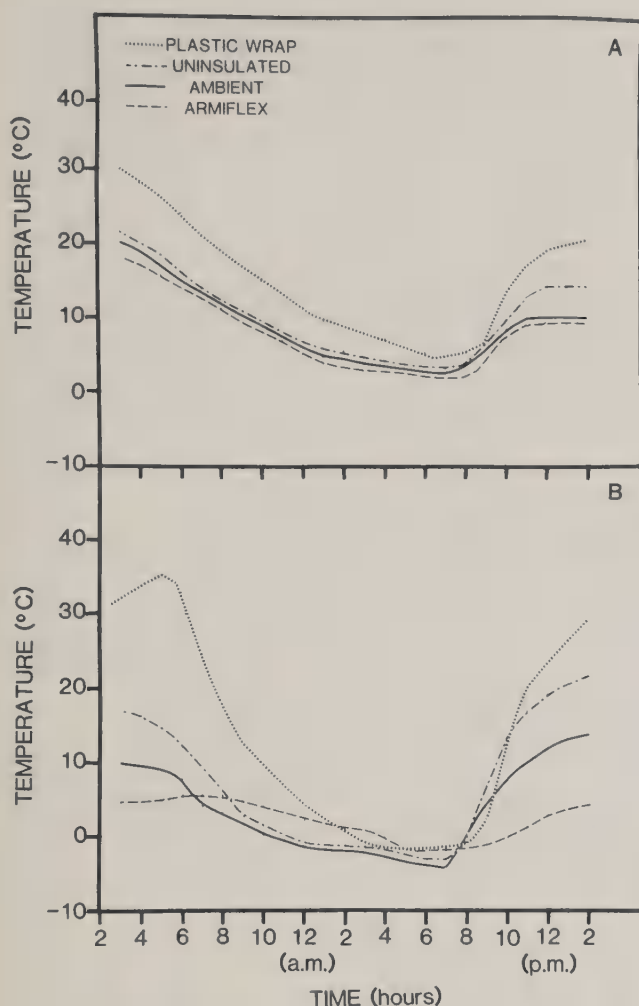 A
PLASTIC WRAP
UNINSULATED
AMBIENT
ARMIFLEX
TEMPERATURE (°C)
40
30
20
10
0
-10
B
TEMPERATURE (°C)
40
30
20
10
0
-10
2 4 6 8 10 12 2 4 6 8 10 12 2
(a.m.) (p.m.)
TIME (hours)